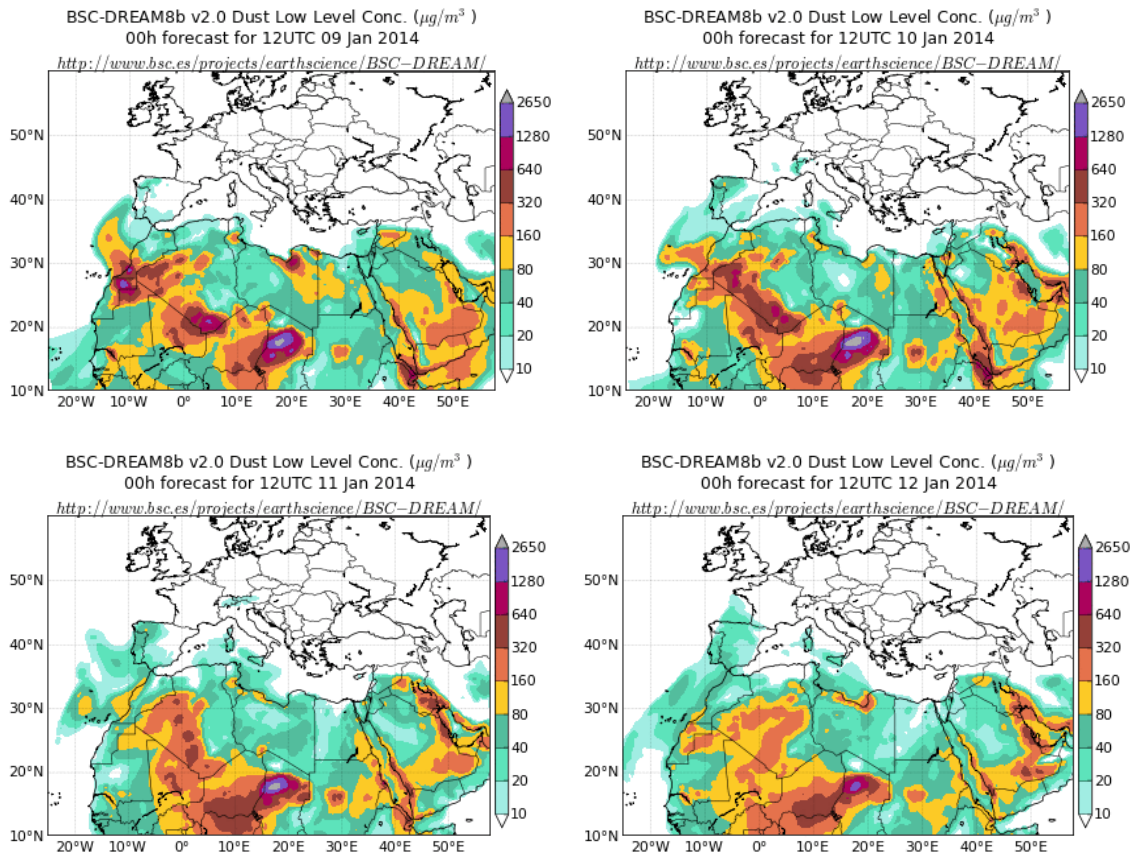 BSC-DREAM8b v2.0 Dust Low Level Conc. (μg/m³ )
00h forecast for 12UTC 09 Jan 2014
http://www.bsc.es/projects/earthscience/BSC−DREAM/
50°N
40°N
30°N
20°N
10°N
20°W 10°W 0° 10°E 20°E 30°E 40°E 50°E
2650
1280
640
320
160
80
40
20
10
BSC-DREAM8b v2.0 Dust Low Level Conc. (μg/m³ )
00h forecast for 12UTC 10 Jan 2014
http://www.bsc.es/projects/earthscience/BSC−DREAM/
50°N
40°N
30°N
20°N
10°N
20°W 10°W 0° 10°E 20°E 30°E 40°E 50°E
2650
1280
640
320
160
80
40
20
10
BSC-DREAM8b v2.0 Dust Low Level Conc. (μg/m³ )
00h forecast for 12UTC 11 Jan 2014
http://www.bsc.es/projects/earthscience/BSC−DREAM/
50°N
40°N
30°N
20°N
10°N
20°W 10°W 0° 10°E 20°E 30°E 40°E 50°E
2650
1280
640
320
160
80
40
20
10
BSC-DREAM8b v2.0 Dust Low Level Conc. (μg/m³ )
00h forecast for 12UTC 12 Jan 2014
http://www.bsc.es/projects/earthscience/BSC−DREAM/
50°N
40°N
30°N
20°N
10°N
20°W 10°W 0° 10°E 20°E 30°E 40°E 50°E
2650
1280
640
320
160
80
40
20
10